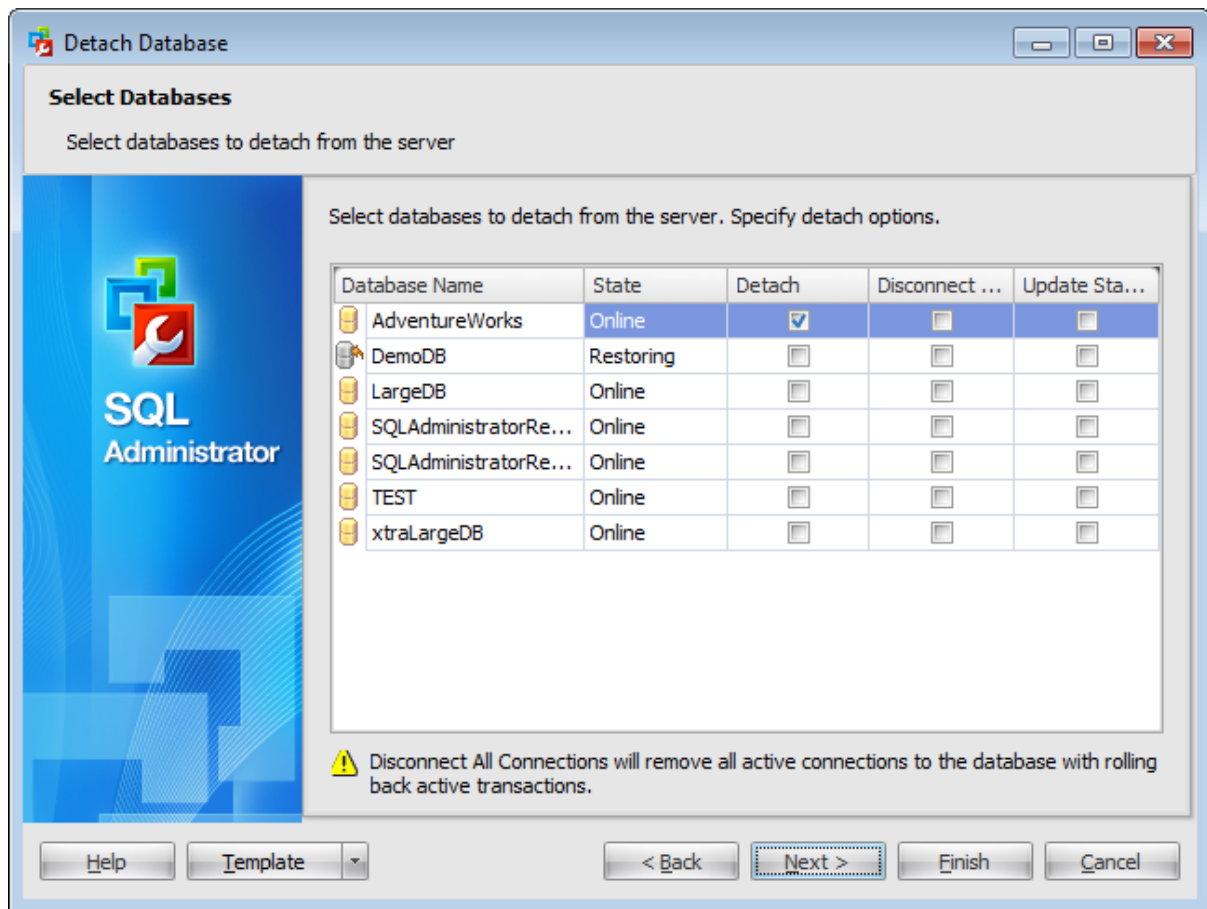 Detach Database
Select Databases
Select databases to detach from the server
SQL
Administrator
Select databases to detach from the server. Specify detach options.
Database Name State Detach Disconnect ... Update Sta...
AdventureWorks Online
DemoDB Restoring
LargeDB Online
SQLAdministratorRe... Online
SQLAdministratorRe... Online
TEST Online
xtraLargeDB Online
Disconnect All Connections will remove all active connections to the database with rolling
back active transactions.
Help Template < Back Next > Finish Cancel